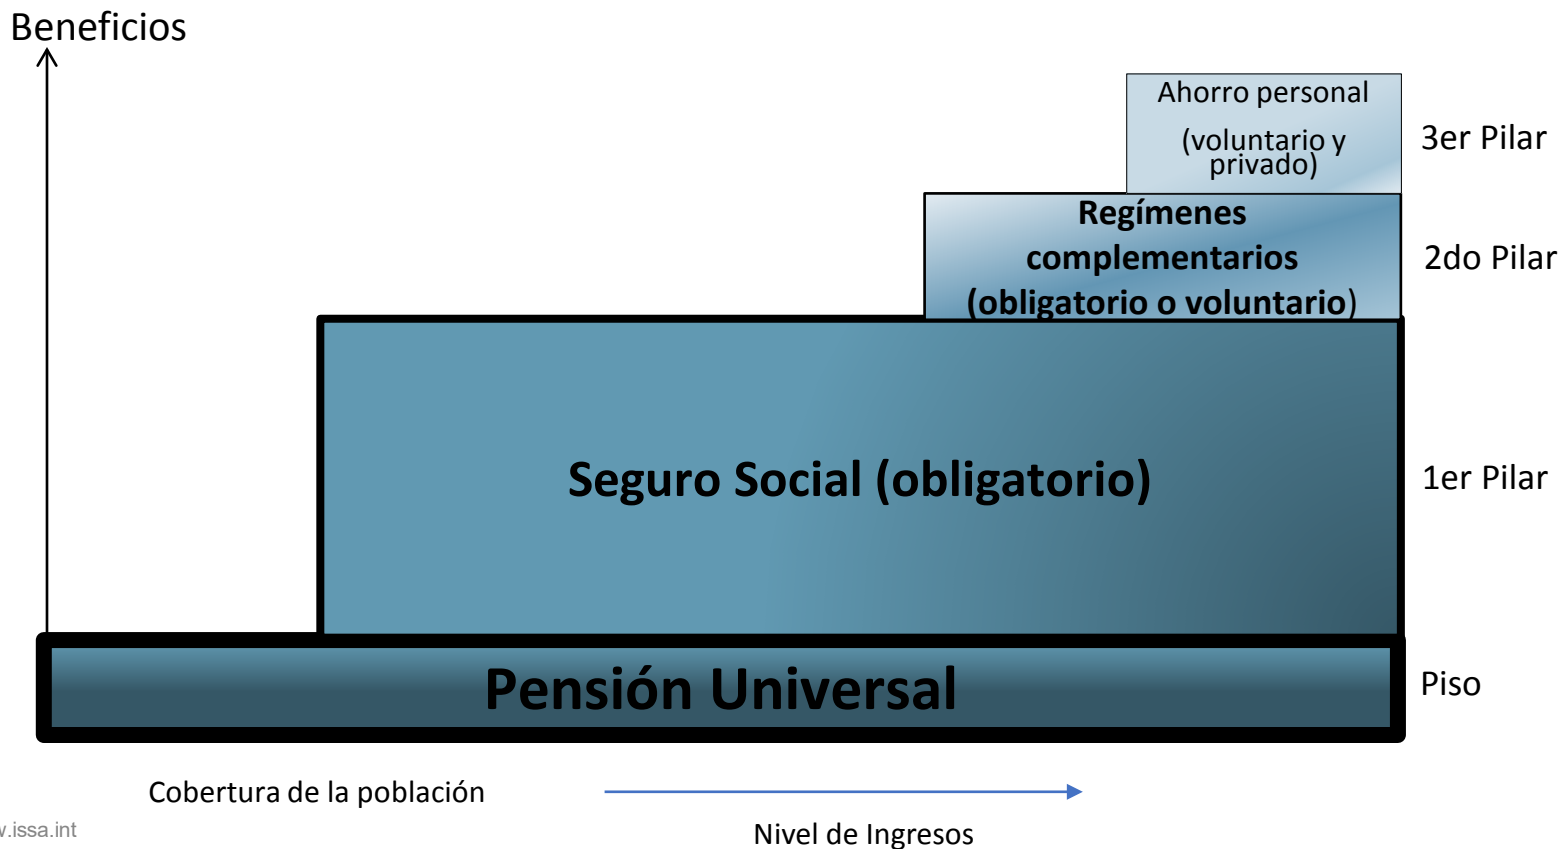 Beneficios
Ahorro personal
(voluntario y
privado)
3er Pilar
Regímenes
complementarios
(obligatorio o voluntario)
2do Pilar
Seguro Social (obligatorio)
1er Pilar
Pensión Universal
Piso
Cobertura de la población
Nivel de Ingresos
.issa.int